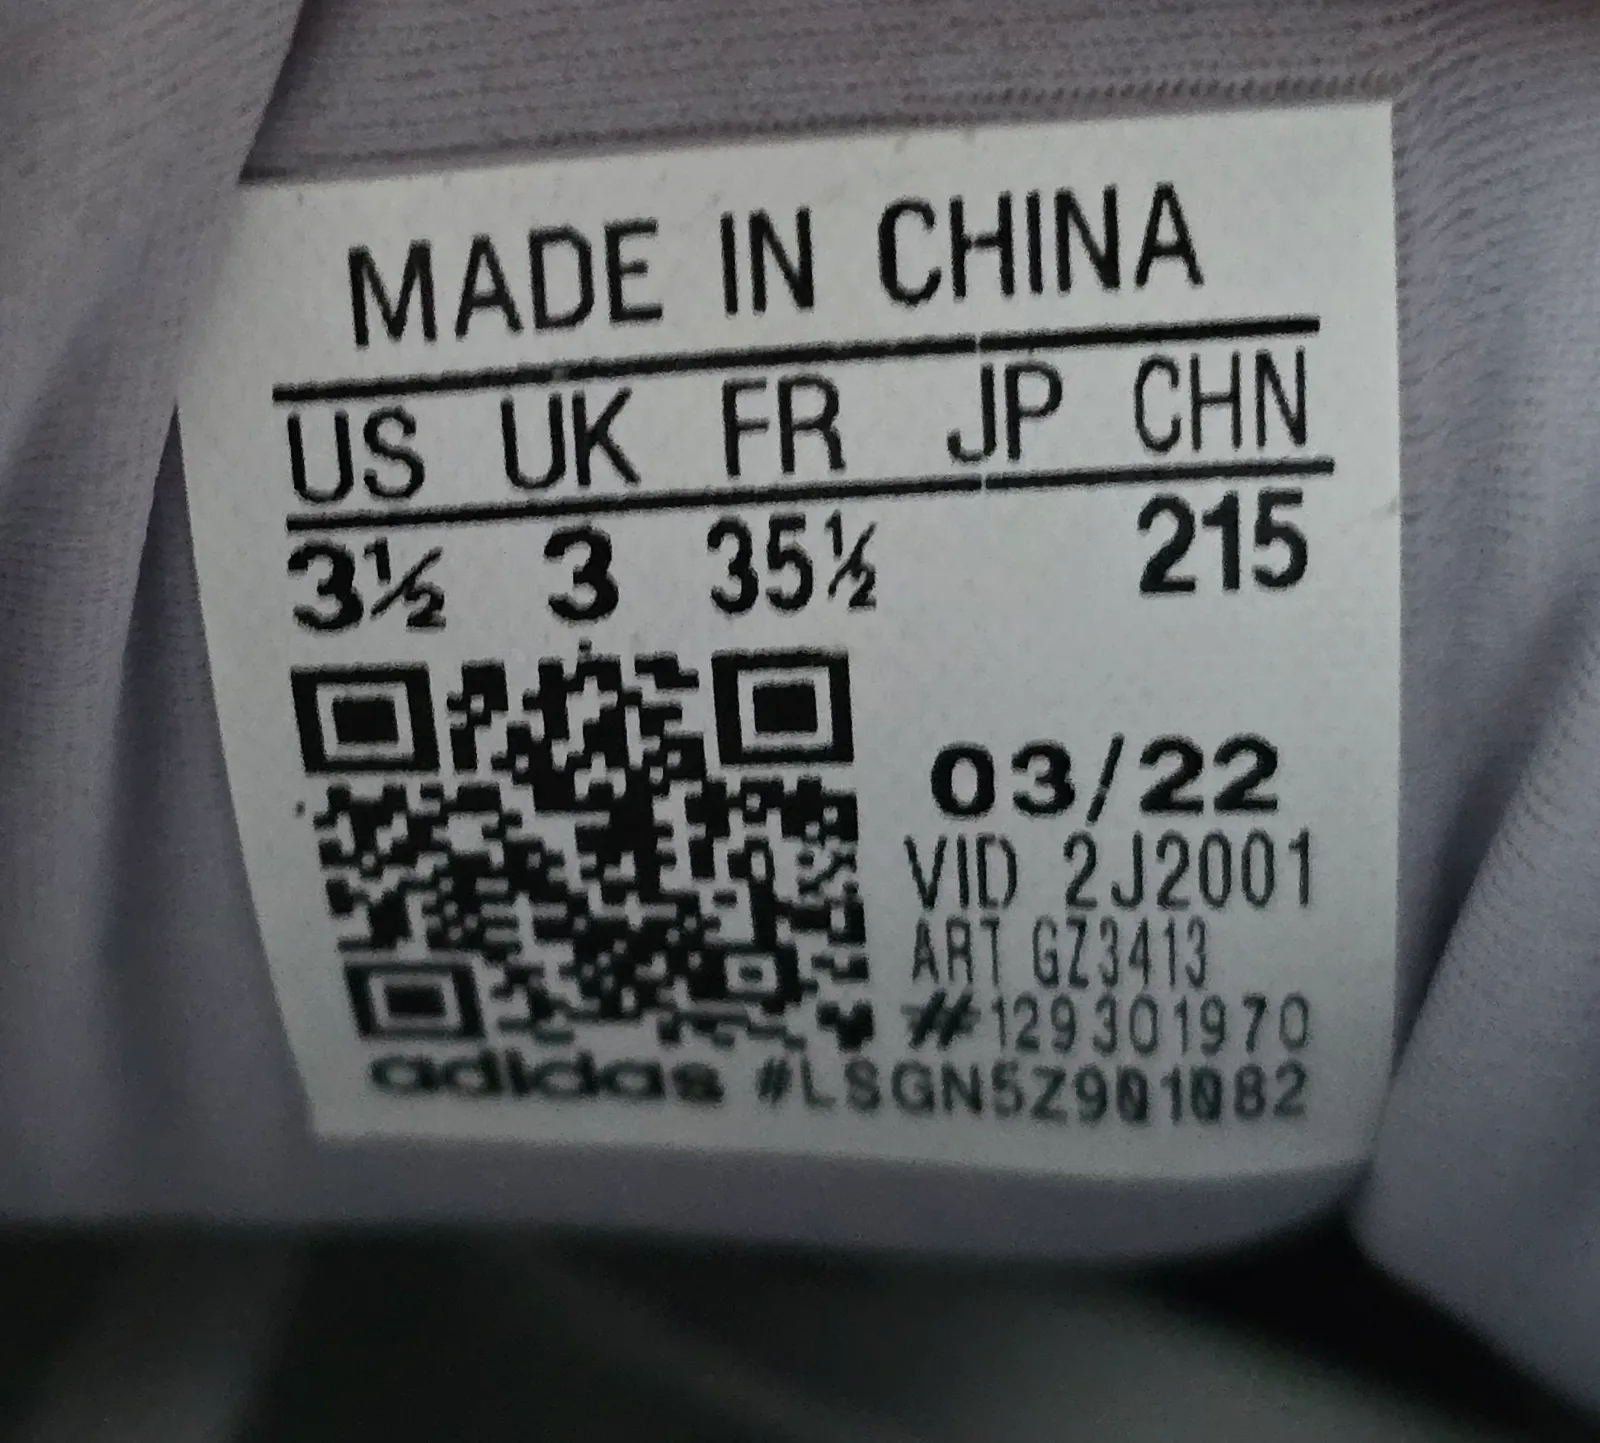 MADE IN CHINA
US UK FR JP CHN
3½ 3 35½ 215
03/22
VID 2J2001
ART GZ3413
#129301970
adidas #LSGN5Z901082